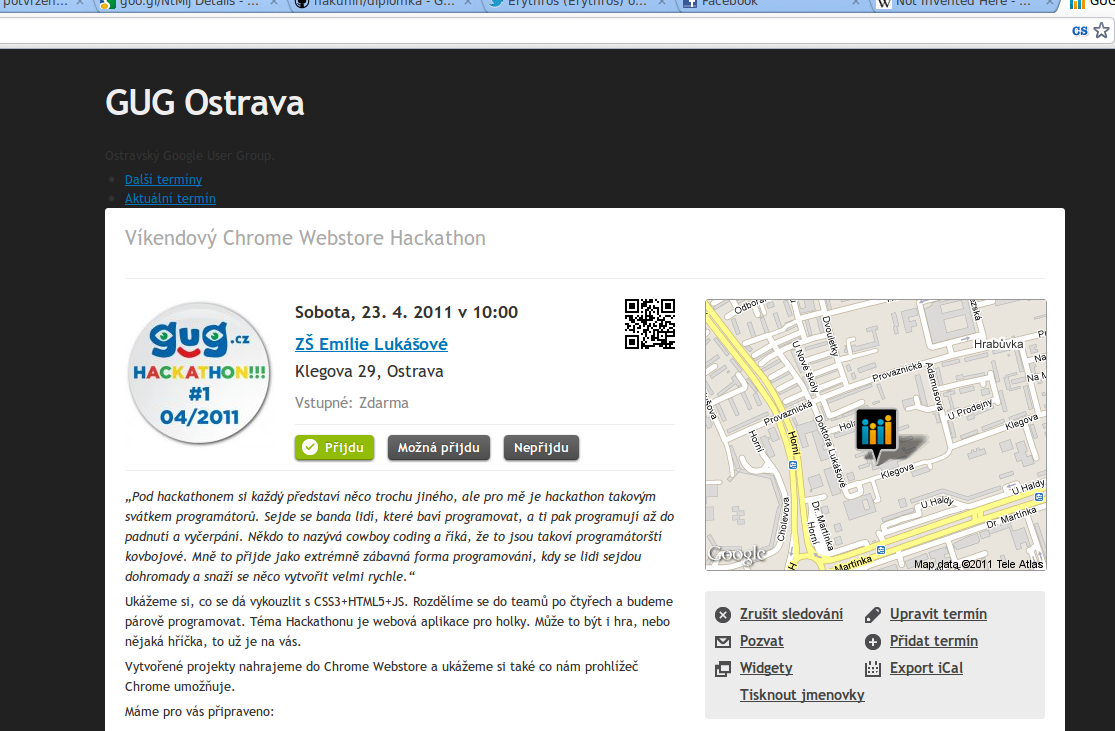 goo.gl/NtMlj Details - ...
nakunin/diplomka - G...
Erythros (Erythros) o...
Facebook
Not Invented Here - ...
GUG
cs
GUG Ostrava
Ostravský Google User Group.
Další termíny
Aktuální termín
Víkendový Chrome Webstore Hackathon
gug.cz
HACKATHON!!!
#1
04/2011
Sobota, 23. 4. 2011 v 10:00
ZŠ Emílie Lukášové
Klegova 29, Ostrava
Vstupné: Zdarma
Přijdu
Možná přijdu
Nepřijdu
„Pod hackathonem si každý představí něco trochu jiného, ale pro mě je hackathon takovým
svátkem programátorů. Sejde se banda lidí, které baví programovat, a ti pak programují až do
padnutí a vyčerpání. Někdo to nazývá cowboy coding a říká, že to jsou takoví programátorští
kovbojové. Mně to přijde jako extrémně zábavná forma programování, kdy se lidi sejdou
dohromady a snaží se něco vytvořit velmi rychle.“
Ukážeme si, co se dá vykouzlit s CSS3+HTML5+JS. Rozdělíme se do teamů po čtyřech a budeme
párově programovat. Téma Hackathonu je webová aplikace pro holky. Může to být i hra, nebo
nějaká hříčka, to už je na vás.
Vytvořené projekty nahrajeme do Chrome Webstore a ukážeme si také co nám prohlížeč
Chrome umožňuje.
Máme pro vás připraveno:
Dvouletky
U Nové školy
Hrabůvka
Provaznická
Adamusova
Provaznická
U Prodejny
Klegova
Horní
Horní
Doktora Lukášové
Klegova
U Haldy
U Haldy
Cholevova
Dr. Martínka
Horní
Dr. Martínka
Martínka
Google
Map data ©2011 Tele Atlas
Zrušit sledování
Upravit termín
Pozvat
Přidat termín
Widgety
Export iCal
Tisknout jmenovky